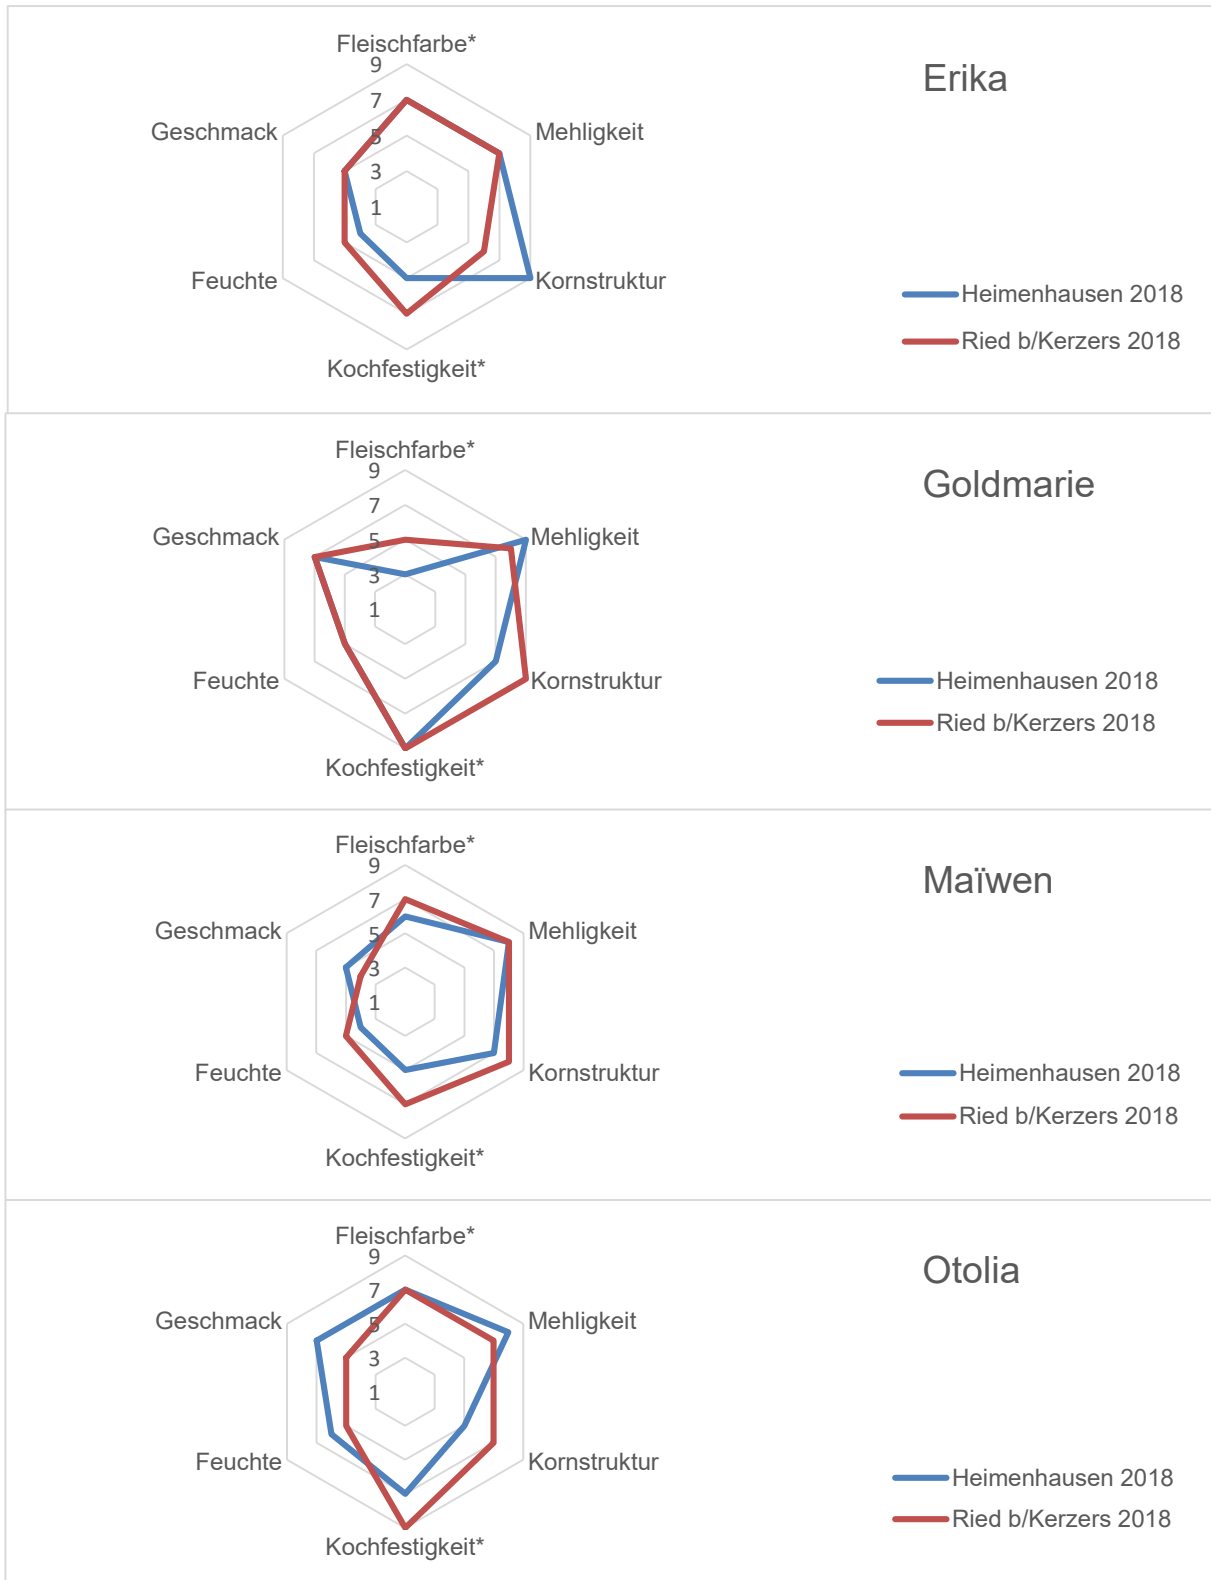 Fleischfarbe*
Erika
9
7
5
3
1
Geschmack
Mehligkeit
Feuchte
Kornstruktur
Kochfestigkeit*
Heimenhausen 2018
Ried b/Kerzers 2018
Fleischfarbe*
Goldmarie
9
7
5
3
1
Geschmack
Mehligkeit
Feuchte
Kornstruktur
Kochfestigkeit*
Heimenhausen 2018
Ried b/Kerzers 2018
Fleischfarbe*
Maïwen
9
7
5
3
1
Geschmack
Mehligkeit
Feuchte
Kornstruktur
Kochfestigkeit*
Heimenhausen 2018
Ried b/Kerzers 2018
Fleischfarbe*
Otolia
9
7
5
3
1
Geschmack
Mehligkeit
Feuchte
Kornstruktur
Kochfestigkeit*
Heimenhausen 2018
Ried b/Kerzers 2018